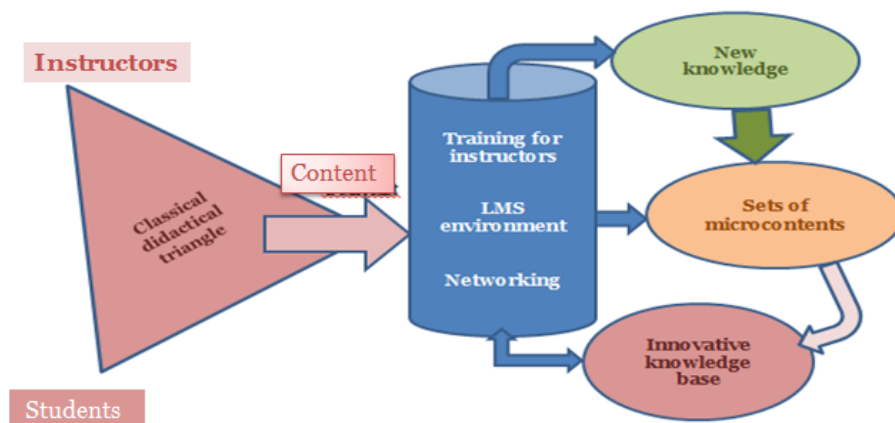 Instructors
Classical
didactical
triangle
Students
Content
Training for
instructors
LMS
environment
Networking
New
knowledge
Sets of
microcontents
Innovative
knowledge
base